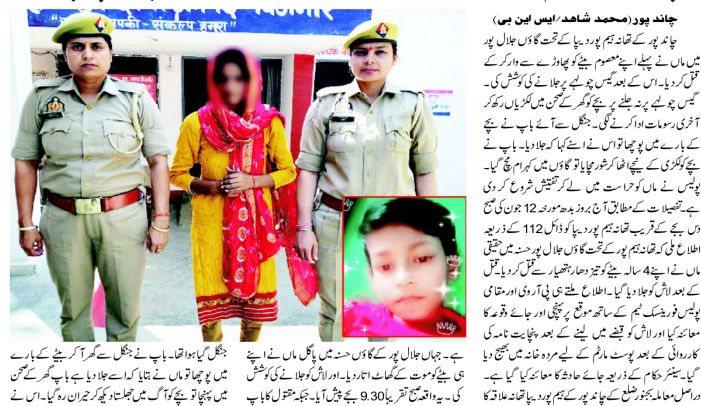 چاند پور (محمد شاہد/ایس این بی)
چاند پور کے تھانہ ہیم پور دیپا کے تحت گاؤں جلال پور
میں ماں نے پہلے اپنے معصوم بیٹے کو پھاوڑے سے وار کر کے
قتل کر دیا۔ اس کے بعد گیس چولہے پر جلانے کی کوشش کی۔
گیس چولہے پر نہ جلنے پر بچے کو گھر کے صحن میں لکڑیاں رکھ کر
آخری رسومات ادا کرنے لگی۔ جنگل سے آئے باپ نے بچے
کے بارے میں پوچھا تو اس نے اسنے کہا کہ جلا دیا۔ باپ نے
بچے کو لکڑی کے نیچے اٹھا کر شور مچایا تو گاؤں میں کہرام مچ گیا۔
پولیس نے ماں کو حراست میں لے کر تفتیش شروع کر دی
ہے۔ تفصیلات کے مطابق آج بروز بدھ مورخہ 12 جون کی صبح
دس بجے کے قریب تھانہ ہیم پور دیپا کو ڈائل 112 کے ذریعہ
اطلاع ملی کہ تھانہ ہیم پور کے تحت گاؤں جلال پور حسنہ میں حقیقی
ماں نے اپنے 4 سالہ بیٹے کو تیز دھار ہتھیار سے قتل کر دیا۔ قتل
کے بعد لاش کو جلا دیا گیا۔ اطلاع ملتے ہی پی آر وی اور مقامی
پولیس فورینسک ٹیم کے ساتھ موقع پر پہنچی اور جائے وقوعہ کا
معائنہ کیا اور لاش کو قبضے میں لینے کے بعد پنچایت نامہ کی
کارروائی کے بعد پوسٹ مارٹم کے لیے مردہ خانہ میں بھیج دیا
گیا۔ سینئر حکام کے ذریعہ جائے حادثہ کا معائنہ کیا گیا ہے۔
دراصل معاملہ بجنور ضلع کے چاند پور کے ہیم پور دیپا تھانہ علاقہ کا
ہے۔ جہاں جلال پور کے گاؤں حسنہ میں پاگل ماں نے اپنے
ہی بیٹے کو موت کے گھاٹ اتار دیا۔ اور لاش کو جلانے کی کوشش
کی۔ یہ واقعہ صبح تقریباً 9.30 بجے پیش آیا۔ جبکہ مقتول کا باپ
جنگل گیا ہوا تھا۔ باپ نے جنگل سے گھر آ کر بیٹے کے بارے
میں پوچھا تو ماں نے بتایا کہ اسے جلا دیا ہے باپ گھر کے صحن
میں پہنچا تو بچے کو آگ میں جھلستا دیکھ کر حیران رہ گیا۔ اس نے